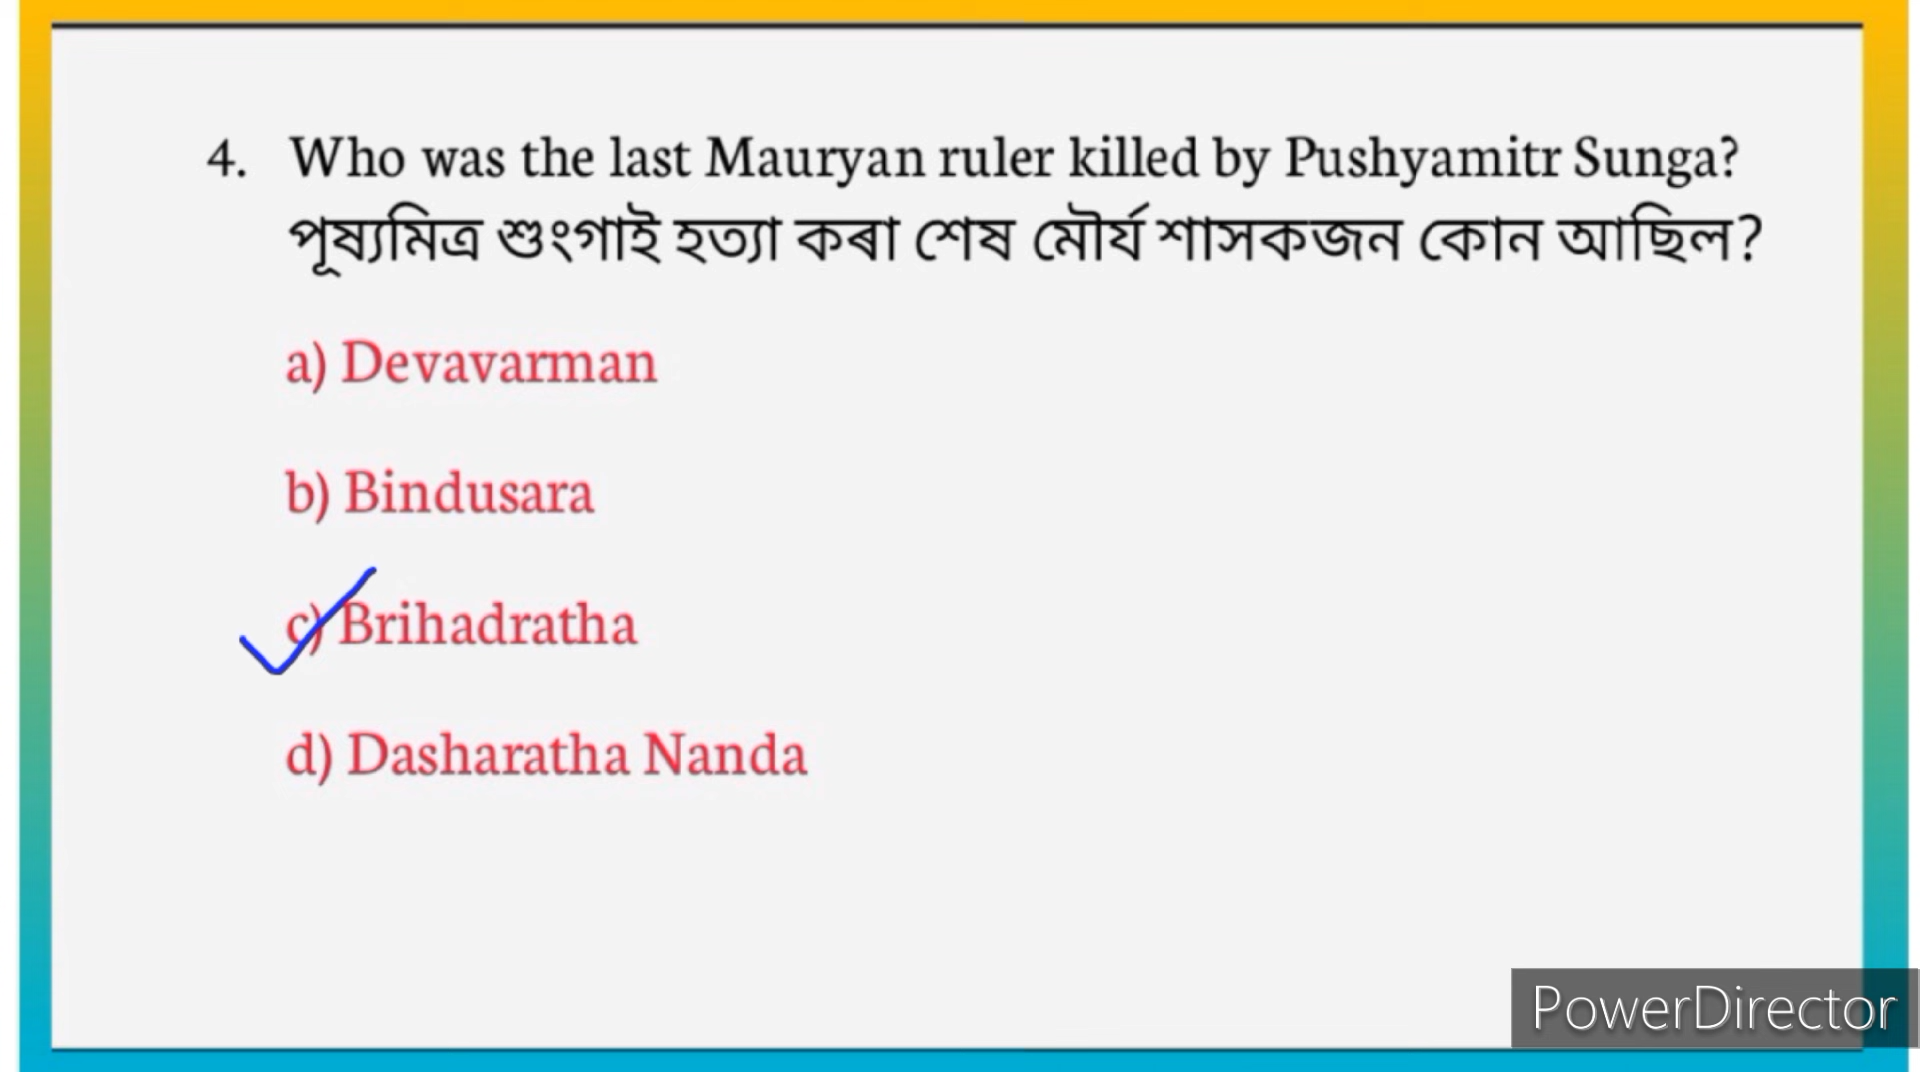 4. Who was the last Mauryan ruler killed by Pushyamitr Sunga?
পূষ্যমিত্ৰ শুংগাই হত্যা কৰা শেষ মৌৰ্য শাসকজন কোন আছিল?
a) Devavarman
b) Bindusara
c) Brihadratha
d) Dasharatha Nanda
PowerDirector